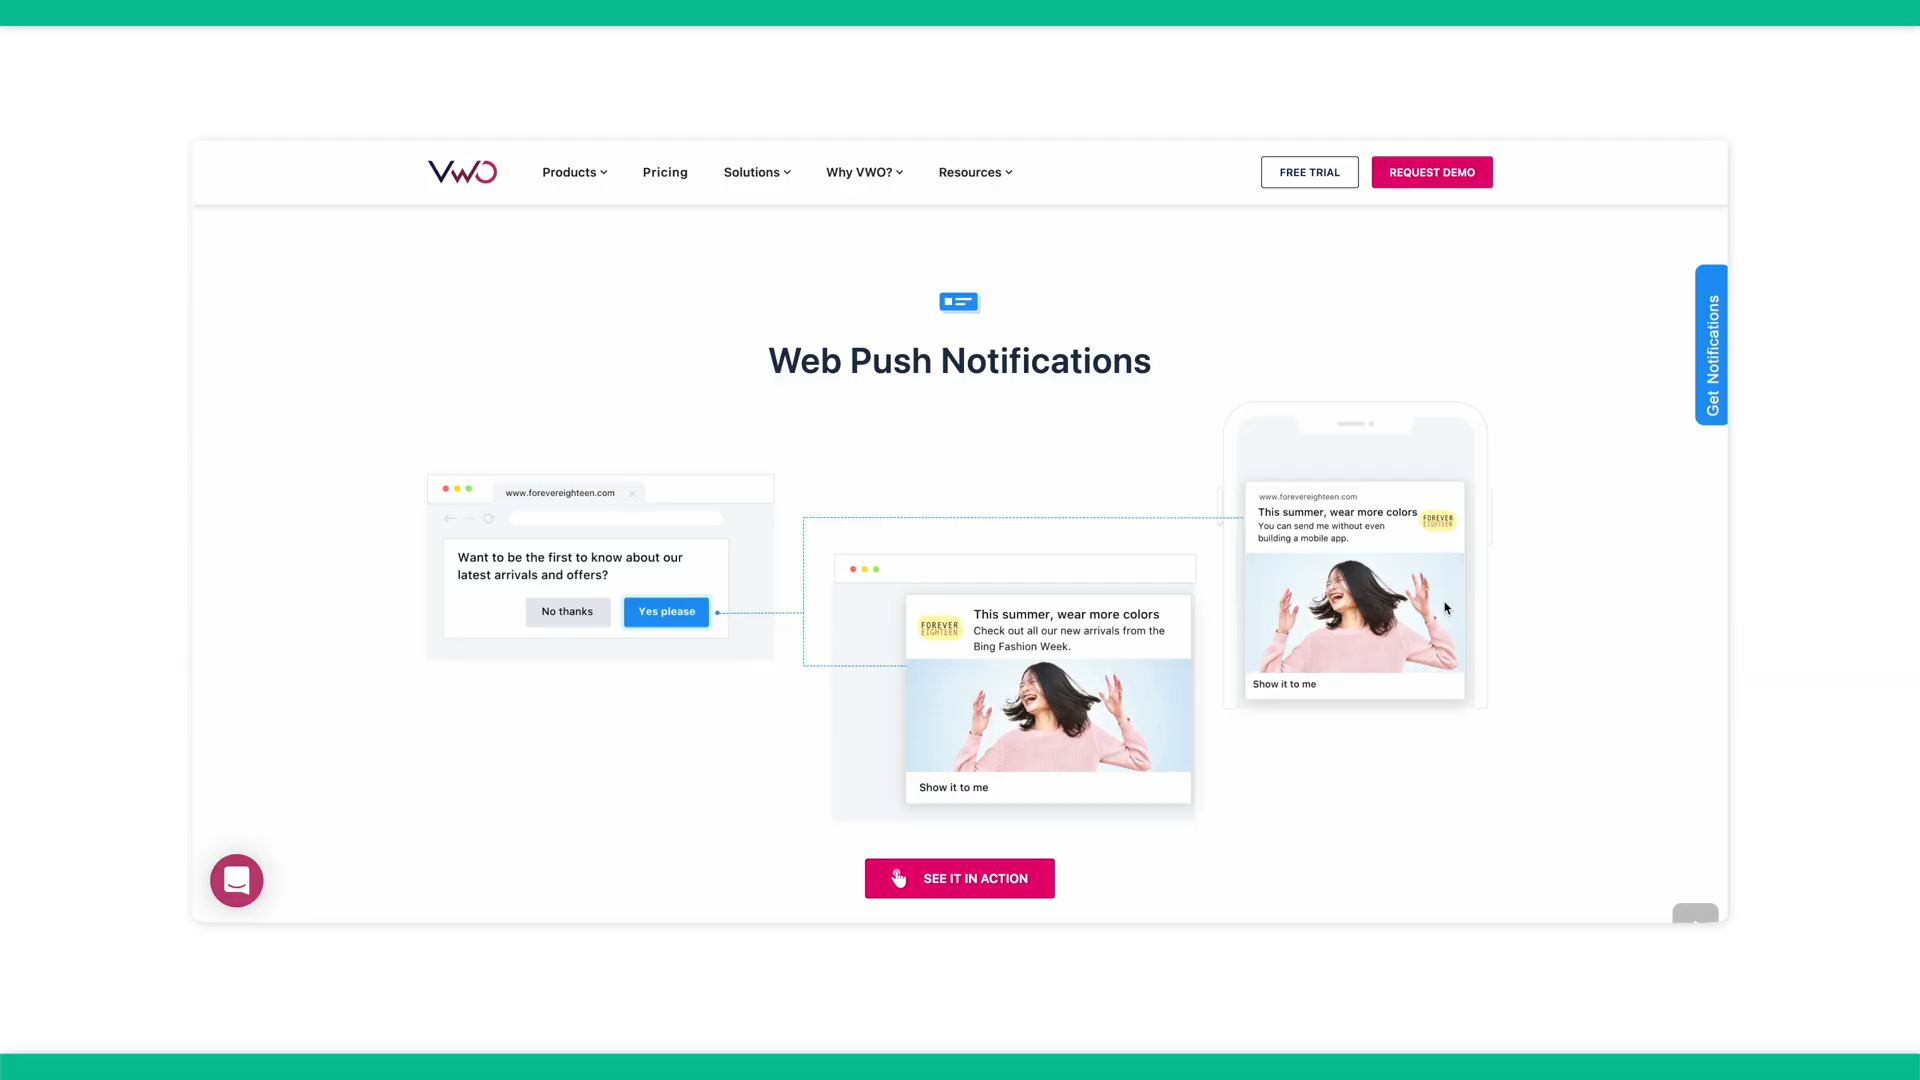 VWO
Products
Pricing
Solutions
Why VWO?
Resources
FREE TRIAL
REQUEST DEMO
Get Notifications
Web Push Notifications
www.forevereighteen.com
Want to be the first to know about our
latest arrivals and offers?
No thanks
Yes please
FOREVER
EIGHTEEN
This summer, wear more colors
Check out all our new arrivals from the
Bing Fashion Week.
Show it to me
www.forevereighteen.com
This summer, wear more colors
You can send me without even
building a mobile app.
FOREVER
EIGHTEEN
Show it to me
SEE IT IN ACTION